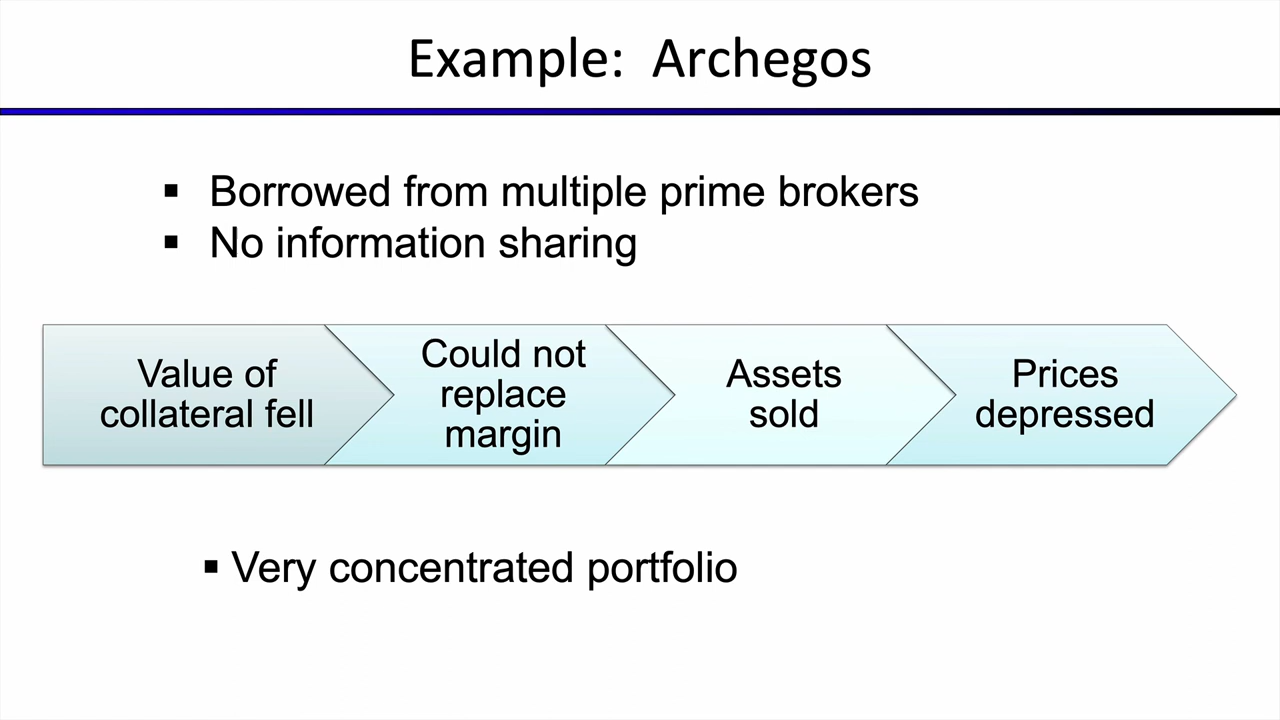 Example: Archegos
▪ Borrowed from multiple prime brokers
▪ No information sharing
Value of
collateral fell
Could not
replace
margin
Assets
sold
Prices
depressed
▪ Very concentrated portfolio